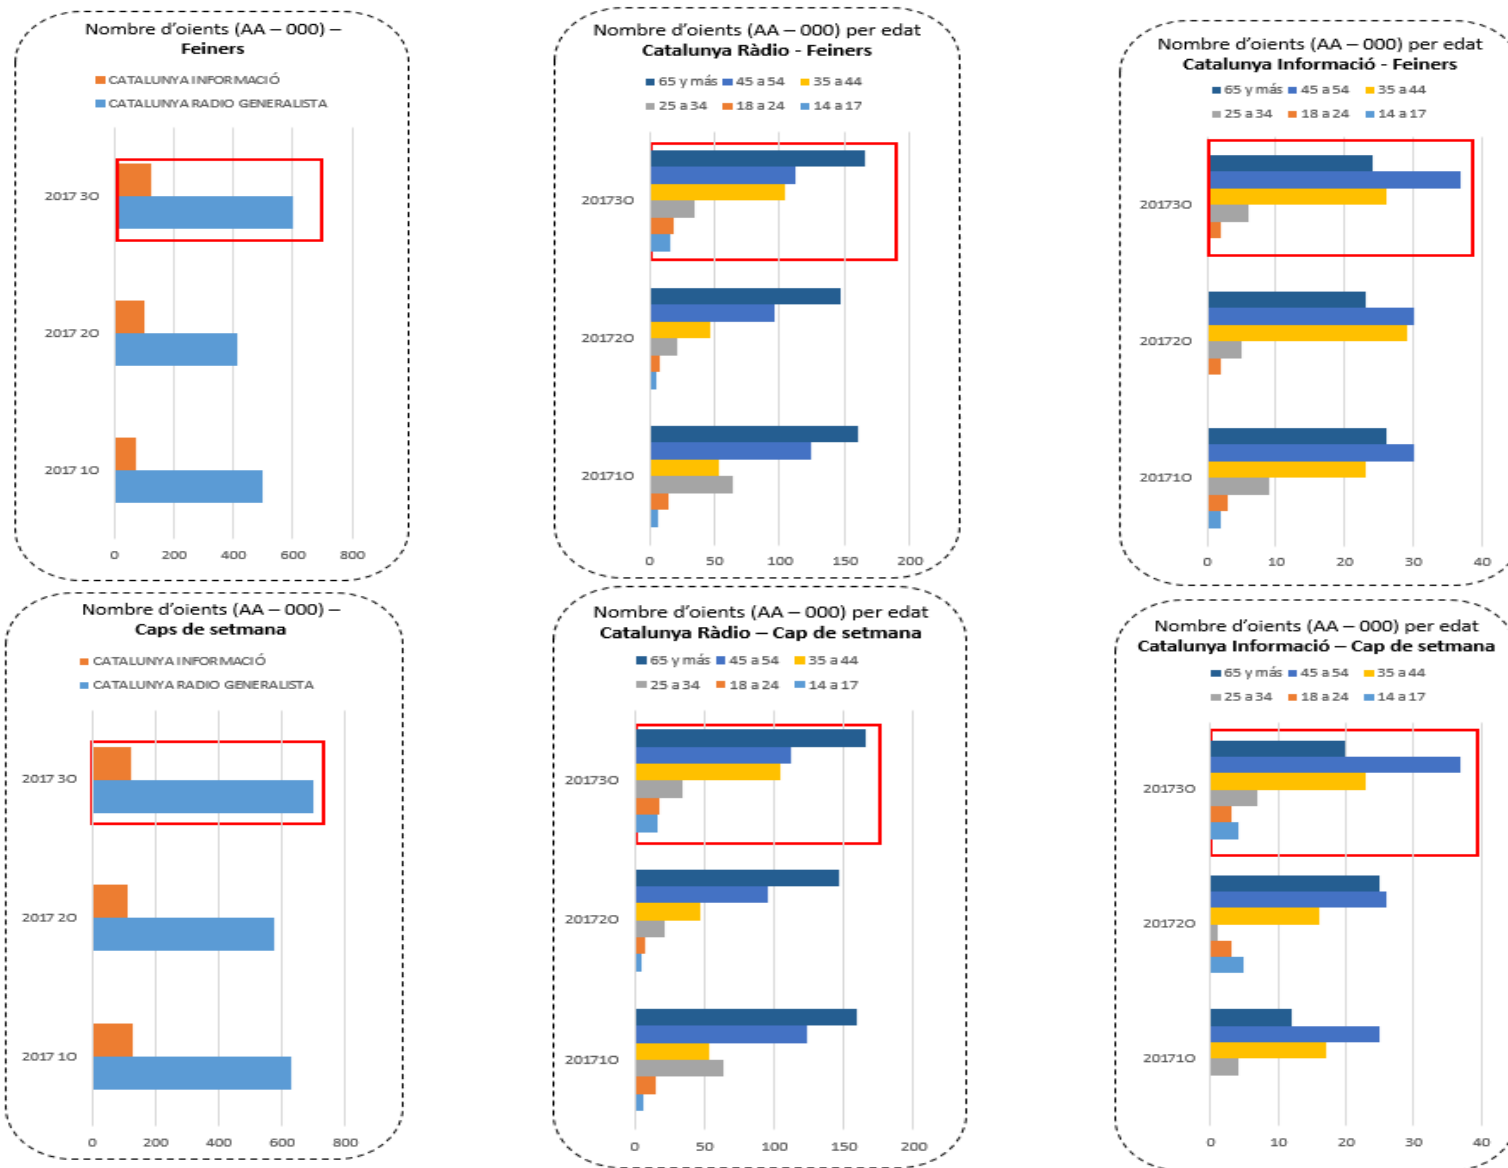 Nombre d'oients (AA – 000) –
Feiners
CATALUNYA INFORMACIÓ
CATALUNYA RADIO GENERALISTA
2017 3O
2017 2O
2017 1O
0 200 400 600 800
Nombre d'oients (AA – 000) per edat
Catalunya Ràdio - Feiners
65 y más 45 a 54 35 a 44
25 a 34 18 a 24 14 a 17
20173O
20172O
20171O
0 50 100 150 200
Nombre d'oients (AA – 000) per edat
Catalunya Informació - Feiners
65 y más 45 a 54 35 a 44
25 a 34 18 a 24 14 a 17
20173O
20172O
20171O
0 10 20 30 40
Nombre d'oients (AA – 000) –
Caps de setmana
CATALUNYA INFORMACIÓ
CATALUNYA RADIO GENERALISTA
2017 3O
2017 2O
2017 1O
0 200 400 600 800
Nombre d'oients (AA – 000) per edat
Catalunya Ràdio – Cap de setmana
65 y más 45 a 54 35 a 44
25 a 34 18 a 24 14 a 17
20173O
20172O
20171O
0 50 100 150 200
Nombre d'oients (AA – 000) per edat
Catalunya Informació – Cap de setmana
65 y más 45 a 54 35 a 44
25 a 34 18 a 24 14 a 17
20173O
20172O
20171O
0 10 20 30 40